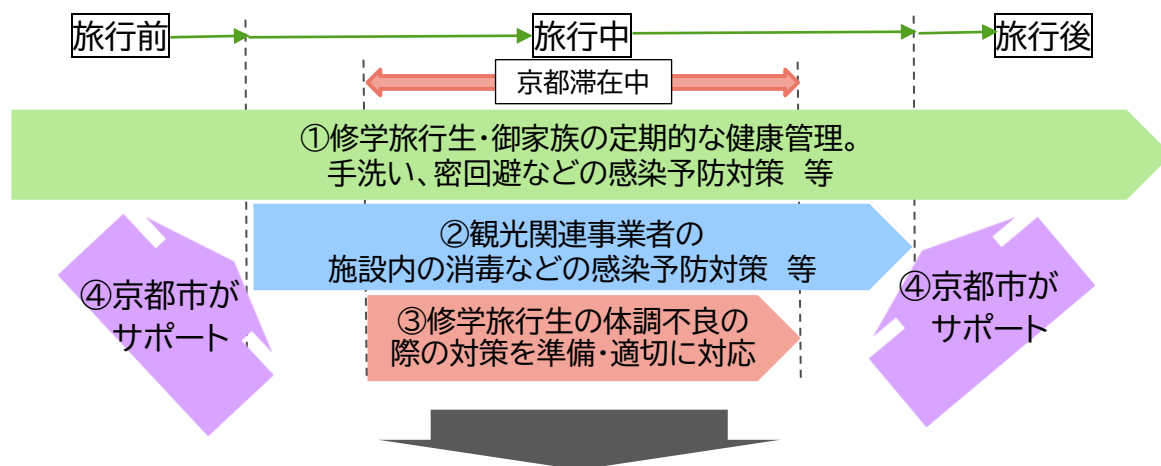 旅行前
旅行中
旅行後
京都滞在中
①修学旅行生・御家族の定期的な健康管理。
手洗い、密回避などの感染予防対策　等
②観光関連事業者の
施設内の消毒などの感染予防対策　等
④京都市が
サポート
④京都市が
サポート
③修学旅行生の体調不良の
際の対策を準備・適切に対応